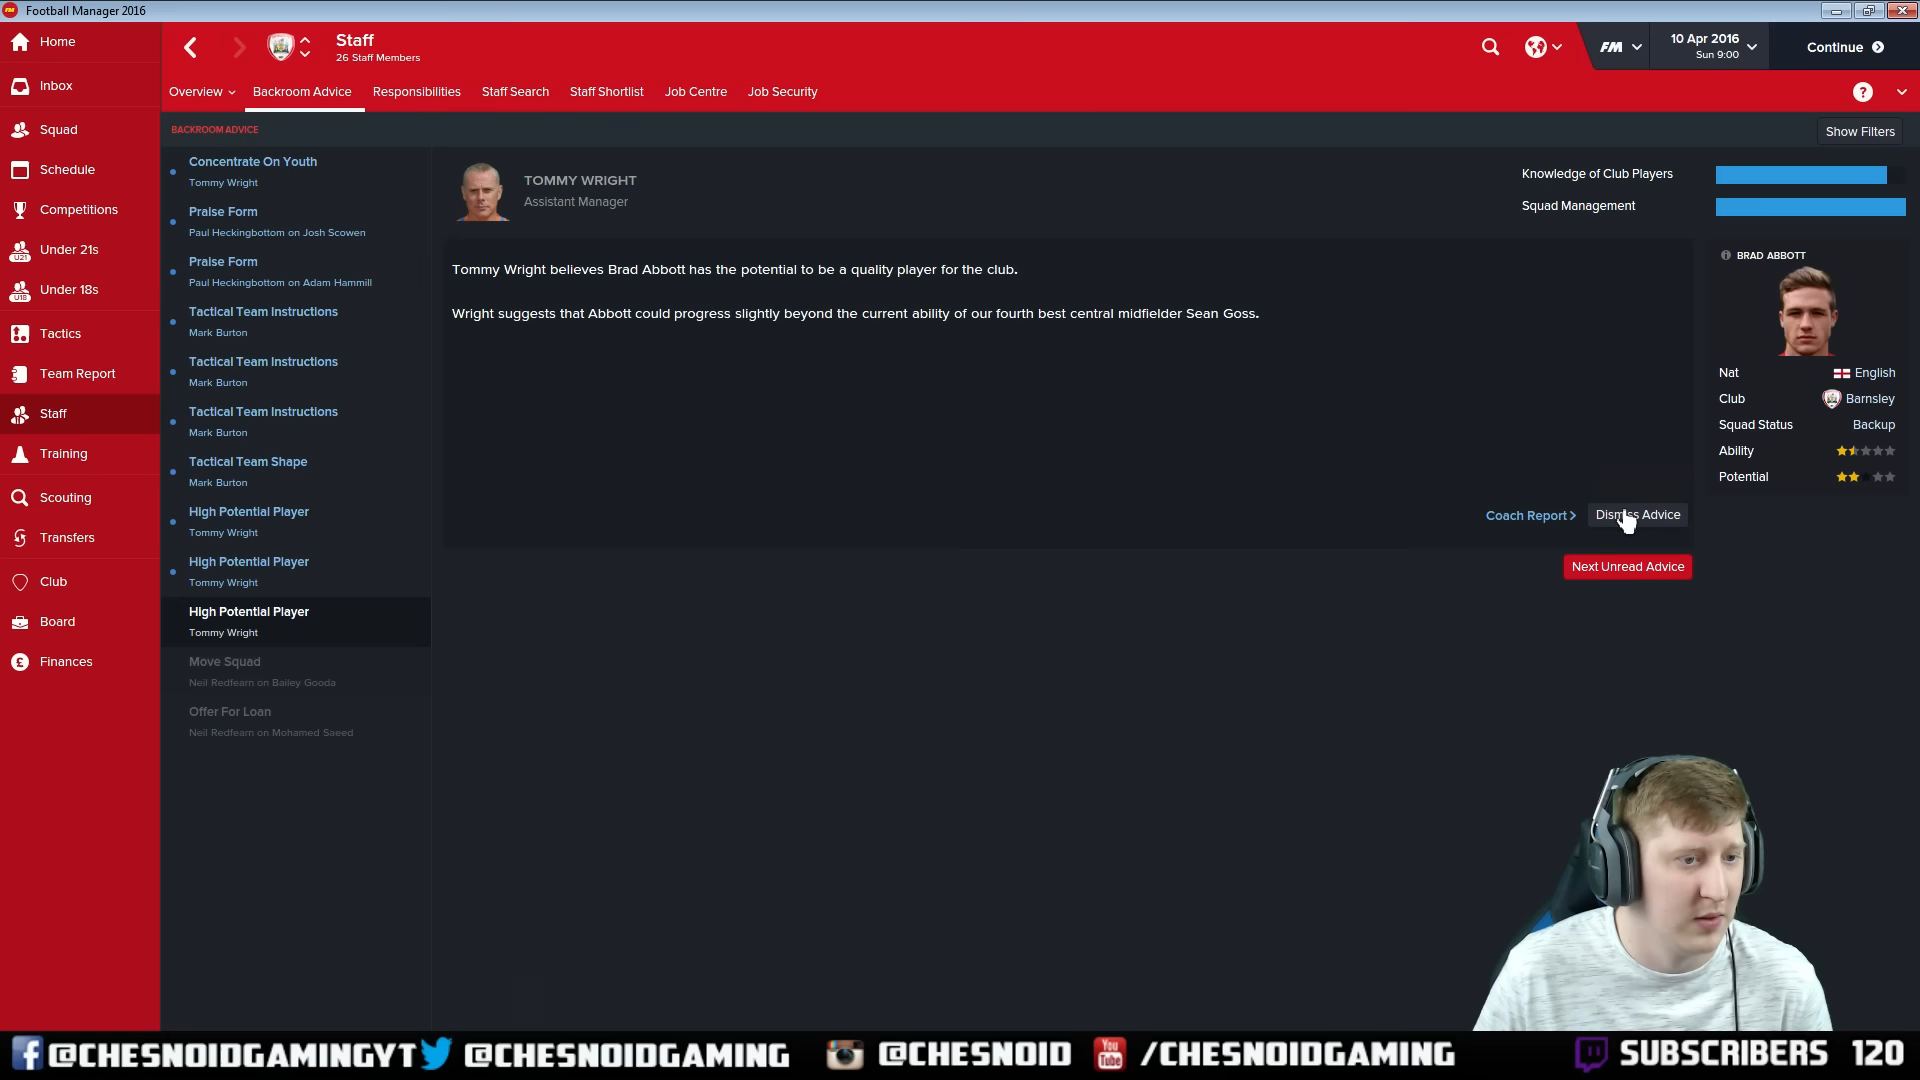 Football Manager 2016
Home
Inbox
Squad
Schedule
Competitions
Under 21s
Under 18s
Tactics
Team Report
Staff
Training
Scouting
Transfers
Club
Board
Finances
Staff
26 Staff Members
FM
10 Apr 2016
Sun 9:00
Continue
Overview
Backroom Advice
Responsibilities
Staff Search
Staff Shortlist
Job Centre
Job Security
?
BACKROOM ADVICE
Show Filters
Concentrate On Youth
Tommy Wright
Praise Form
Paul Heckingbottom on Josh Scowen
Praise Form
Paul Heckingbottom on Adam Hammill
Tactical Team Instructions
Mark Burton
Tactical Team Instructions
Mark Burton
Tactical Team Instructions
Mark Burton
Tactical Team Shape
Mark Burton
High Potential Player
Tommy Wright
High Potential Player
Tommy Wright
High Potential Player
Tommy Wright
Move Squad
Neil Redfearn on Bailey Gooda
Offer For Loan
Neil Redfearn on Mohamed Saeed
TOMMY WRIGHT
Assistant Manager
Knowledge of Club Players
Squad Management
Tommy Wright believes Brad Abbott has the potential to be a quality player for the club.
Wright suggests that Abbott could progress slightly beyond the current ability of our fourth best central midfielder Sean Goss.
Coach Report >
Dismiss Advice
Next Unread Advice
BRAD ABBOTT
Nat English
Club Barnsley
Squad Status Backup
Ability
Potential
@CHESNOIDGAMINGYT @CHESNOIDGAMING @CHESNOID You Tube /CHESNOIDGAMING SUBSCRIBERS 120